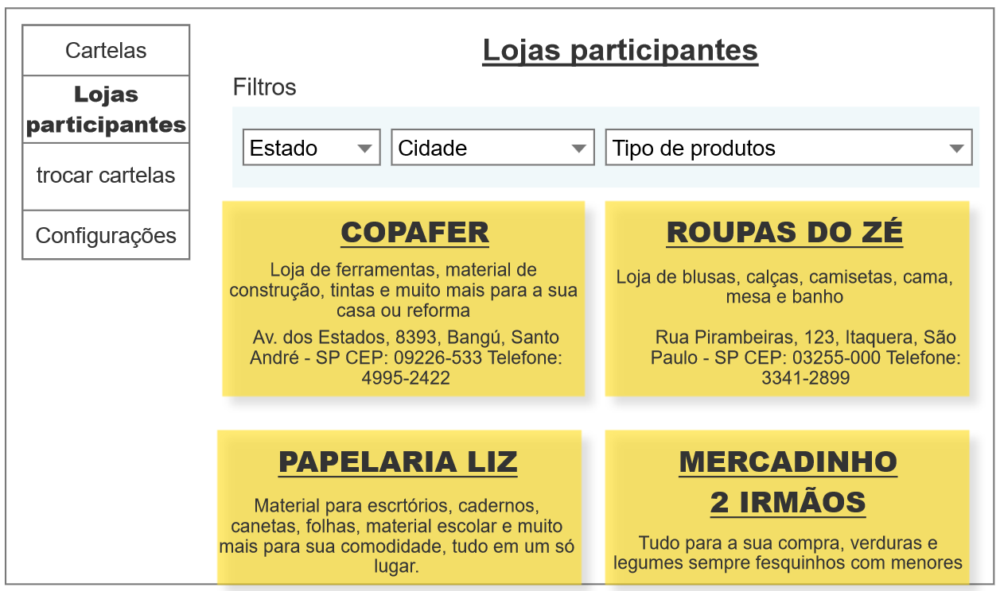 Cartelas
Lojas
participantes
trocar cartelas
Configurações
Lojas participantes
Filtros
Estado
Cidade
Tipo de produtos
COPAFER
Loja de ferramentas, material de
construção, tintas e muito mais para a sua
casa ou reforma
Av. dos Estados, 8393, Bangú, Santo
André - SP CEP: 09226-533 Telefone:
4995-2422
ROUPAS DO ZÉ
Loja de blusas, calças, camisetas, cama,
mesa e banho
Rua Pirambeiras, 123, Itaquera, São
Paulo - SP CEP: 03255-000 Telefone:
3341-2899
PAPELARIA LIZ
Material para escrtórios, cadernos,
canetas, folhas, material escolar e muito
mais para sua comodidade, tudo em um só
lugar.
MERCADINHO
2 IRMÃOS
Tudo para a sua compra, verduras e
legumes sempre fesquinhos com menores